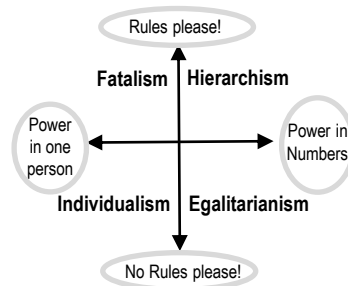 Rules please!
Fatalism Hierarchism
Power
in one
person
Power in
Numbers
Individualism Egalitarianism
No Rules please!